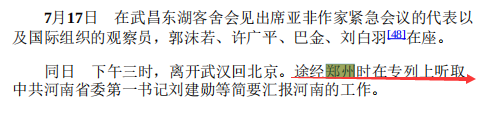 7月17日　在武昌东湖客舍会见出席亚非作家紧急会议的代表以
及国际组织的观察员，郭沫若、许广平、巴金、刘白羽[48]在座。
同日　下午三时，离开武汉回北京。途经郑州时在专列上听取
中共河南省委第一书记刘建勋等简要汇报河南的工作。